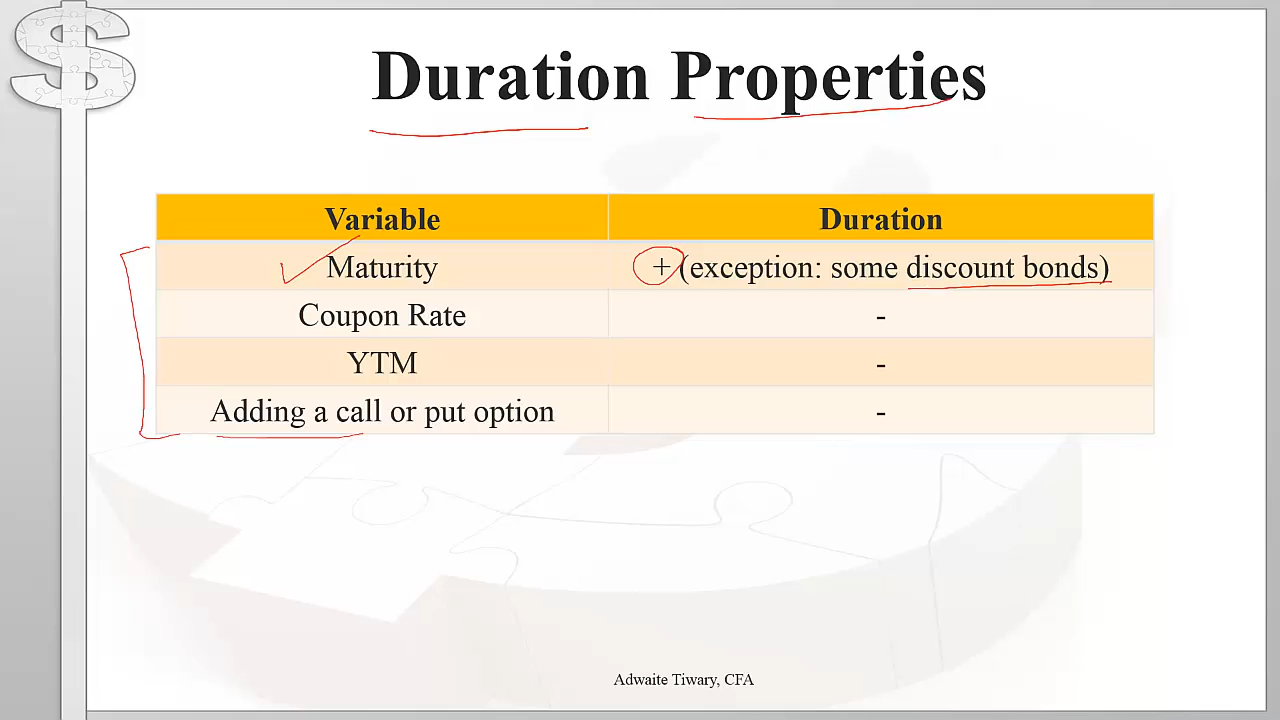 Duration Properties
Variable Duration
Maturity + (exception: some discount bonds)
Coupon Rate -
YTM -
Adding a call or put option -
Adwaite Tiwary, CFA